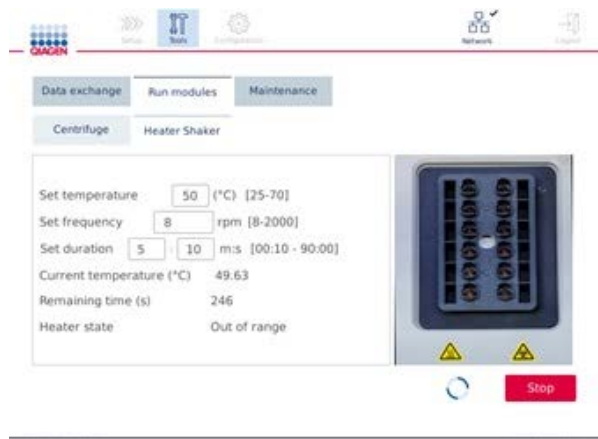 Setup
Tools
Configuration
Network
Logout
QIAGEN
Data exchange
Run modules
Maintenance
Centrifuge
Heater Shaker
Set temperature 50 (°C) [25-70]
Set frequency 8 rpm [8-2000]
Set duration 5 : 10 m:s [00:10 - 90:00]
Current temperature (°C) 49.63
Remaining time (s) 246
Heater state Out of range
Stop